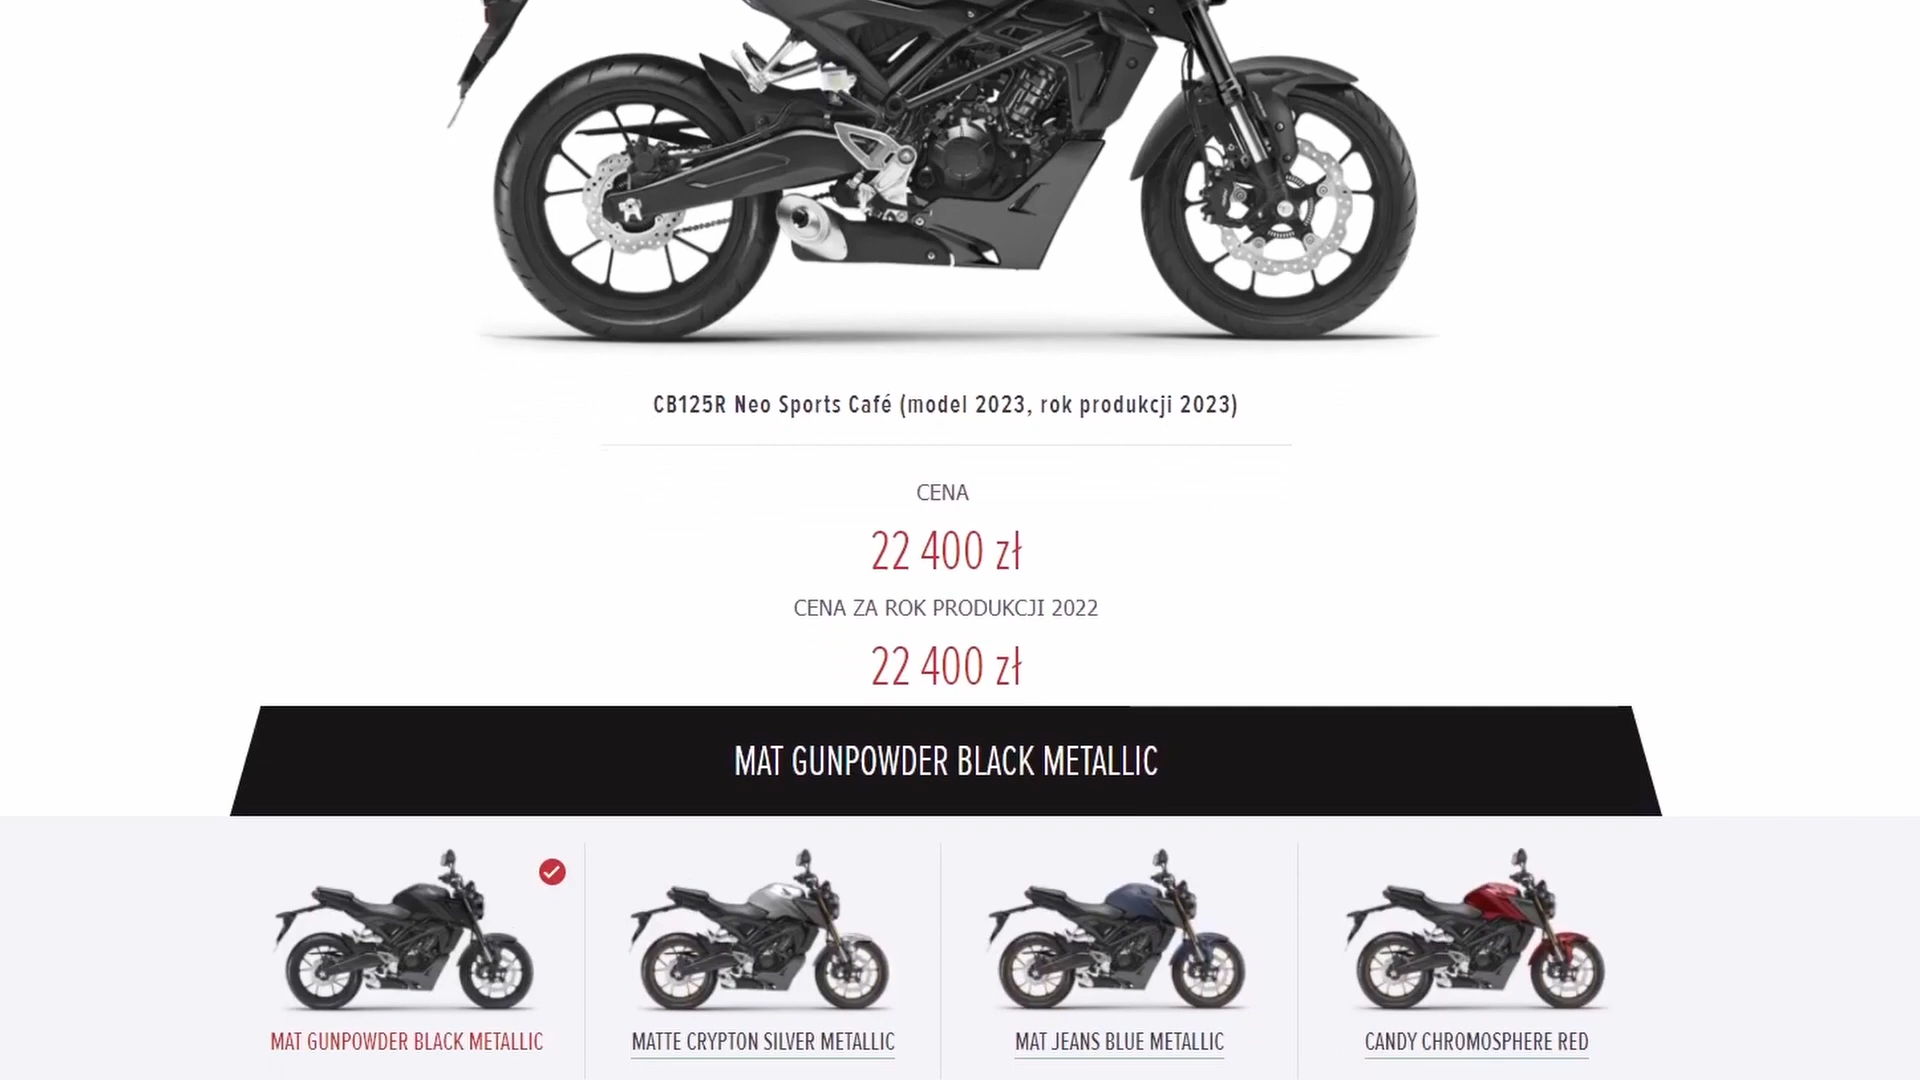 CB125R Neo Sports Café (model 2023, rok produkcji 2023)
CENA
22 400 zł
CENA ZA ROK PRODUKCJI 2022
22 400 zł
MAT GUNPOWDER BLACK METALLIC
MAT GUNPOWDER BLACK METALLIC
MATTE CRYPTON SILVER METALLIC
MAT JEANS BLUE METALLIC
CANDY CHROMOSPHERE RED